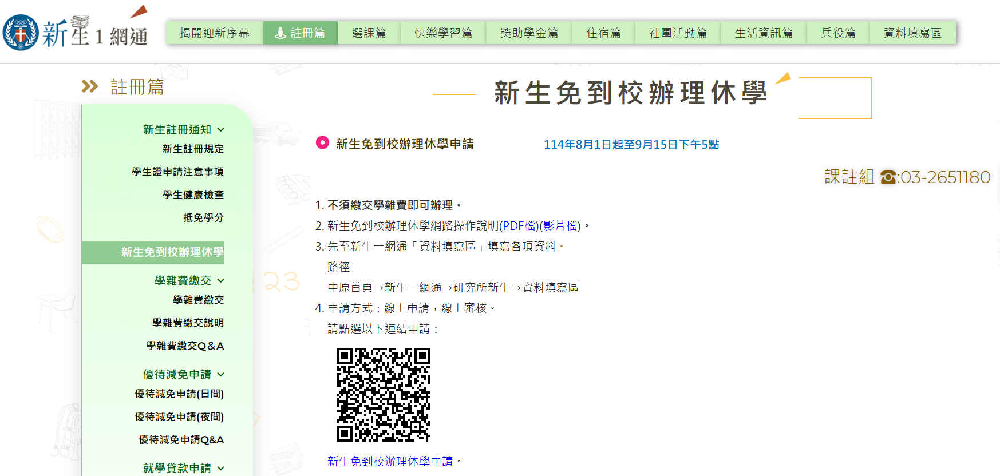 新生1網通
揭開迎新序幕
註冊篇
選課篇
快樂學習篇
獎助學金篇
住宿篇
社團活動篇
生活資訊篇
兵役篇
資料填寫區
註冊篇
新生註冊通知
新生註冊規定
學生證申請注意事項
學生健康檢查
抵免學分
新生免到校辦理休學
學雜費繳交
學雜費繳交
學雜費繳交說明
學雜費繳交Q&A
優待減免申請
優待減免申請(日間)
優待減免申請(夜間)
優待減免申請Q&A
就學貸款申請
新生免到校辦理休學
新生免到校辦理休學申請 114年8月1日起至9月15日下午5點
課註組 ☎:03-2651180
1. 不須繳交學雜費即可辦理。
2. 新生免到校辦理休學網路操作說明(PDF檔)(影片檔)。
3. 先至新生一網通「資料填寫區」填寫各項資料。
路徑
中原首頁→新生一網通→研究所新生→資料填寫區
4. 申請方式：線上申請，線上審核。
請點選以下連結申請：
新生免到校辦理休學申請。
123